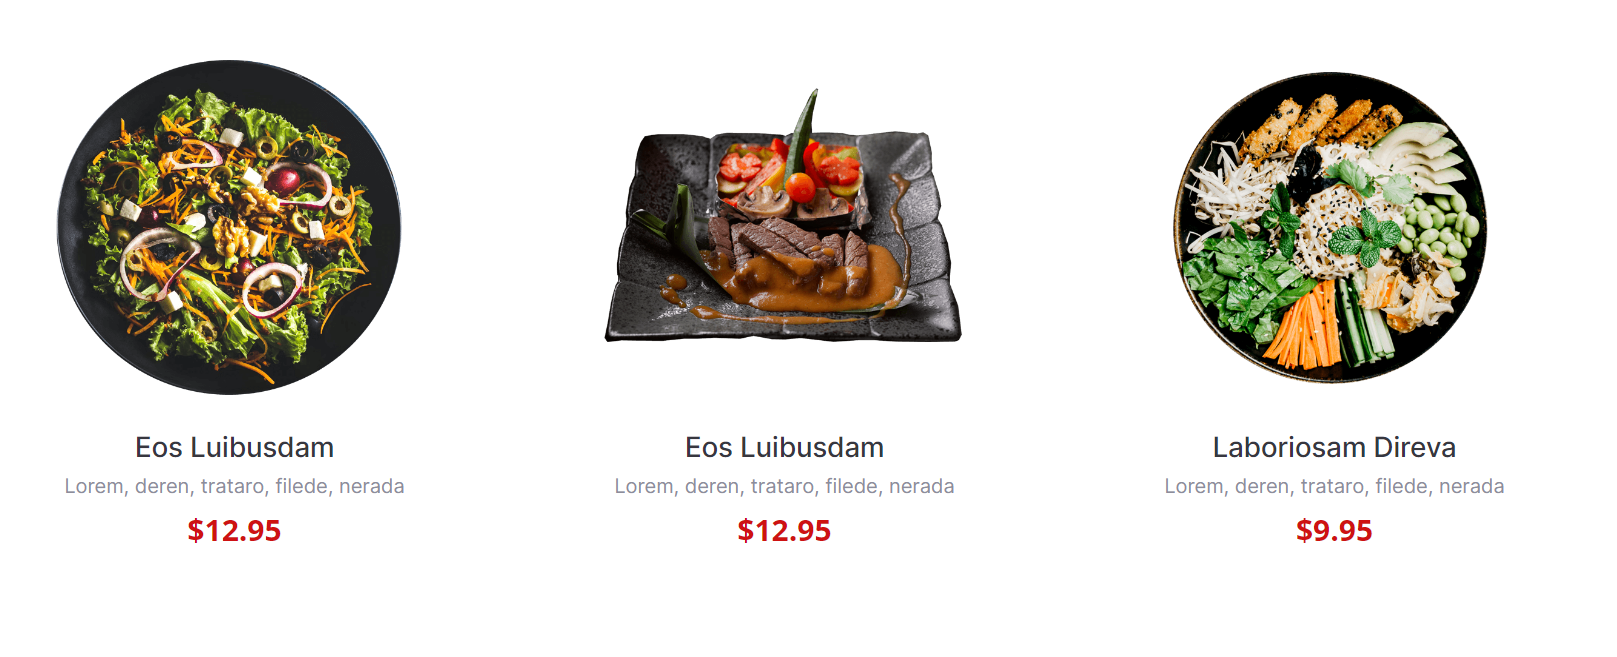 Eos Luibusdam
Lorem, deren, trataro, filede, nerada
$12.95
Eos Luibusdam
Lorem, deren, trataro, filede, nerada
$12.95
Laboriosam Direva
Lorem, deren, trataro, filede, nerada
$9.95